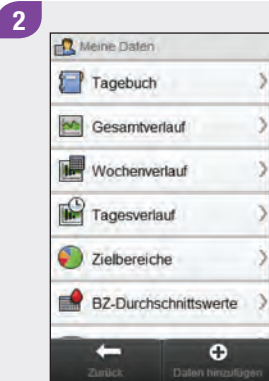 2
Meine Daten
Tagebuch
Gesamtverlauf
Wochenverlauf
Tagesverlauf
Zielbereiche
BZ-Durchschnittswerte
Zurück
Daten hinzufügen